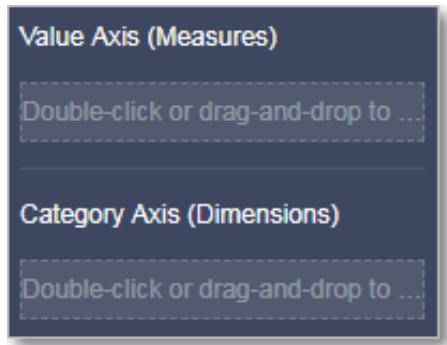 Value Axis (Measures)
Double-click or drag-and-drop to ...
Category Axis (Dimensions)
Double-click or drag-and-drop to ...